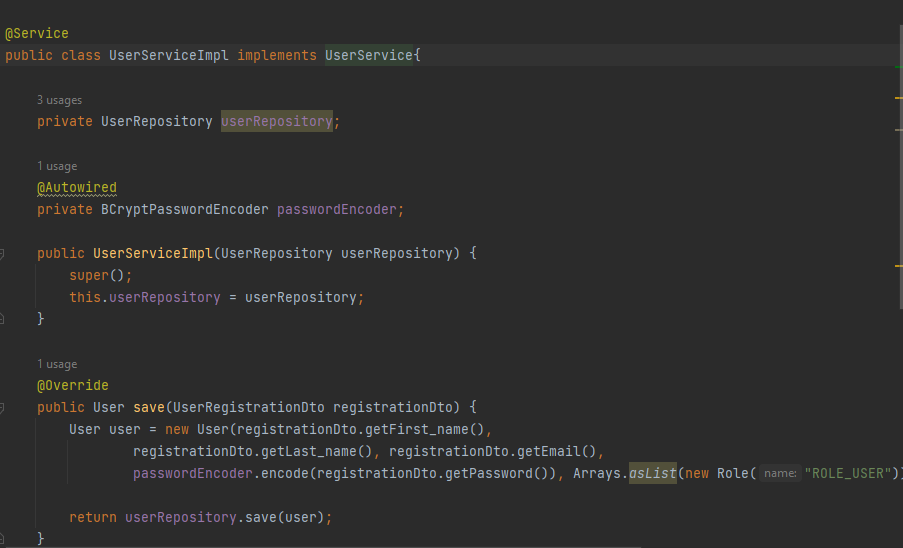 @Service
public class UserServiceImpl implements UserService{
3 usages
private UserRepository userRepository;
1 usage
@Autowired
private BCryptPasswordEncoder passwordEncoder;
public UserServiceImpl(UserRepository userRepository) {
super();
this.userRepository = userRepository;
}
1 usage
@Override
public User save(UserRegistrationDto registrationDto) {
User user = new User(registrationDto.getFirst_name(),
registrationDto.getLast_name(), registrationDto.getEmail(),
passwordEncoder.encode(registrationDto.getPassword()), Arrays.asList(new Role( name: "ROLE_USER"))
return userRepository.save(user);
}